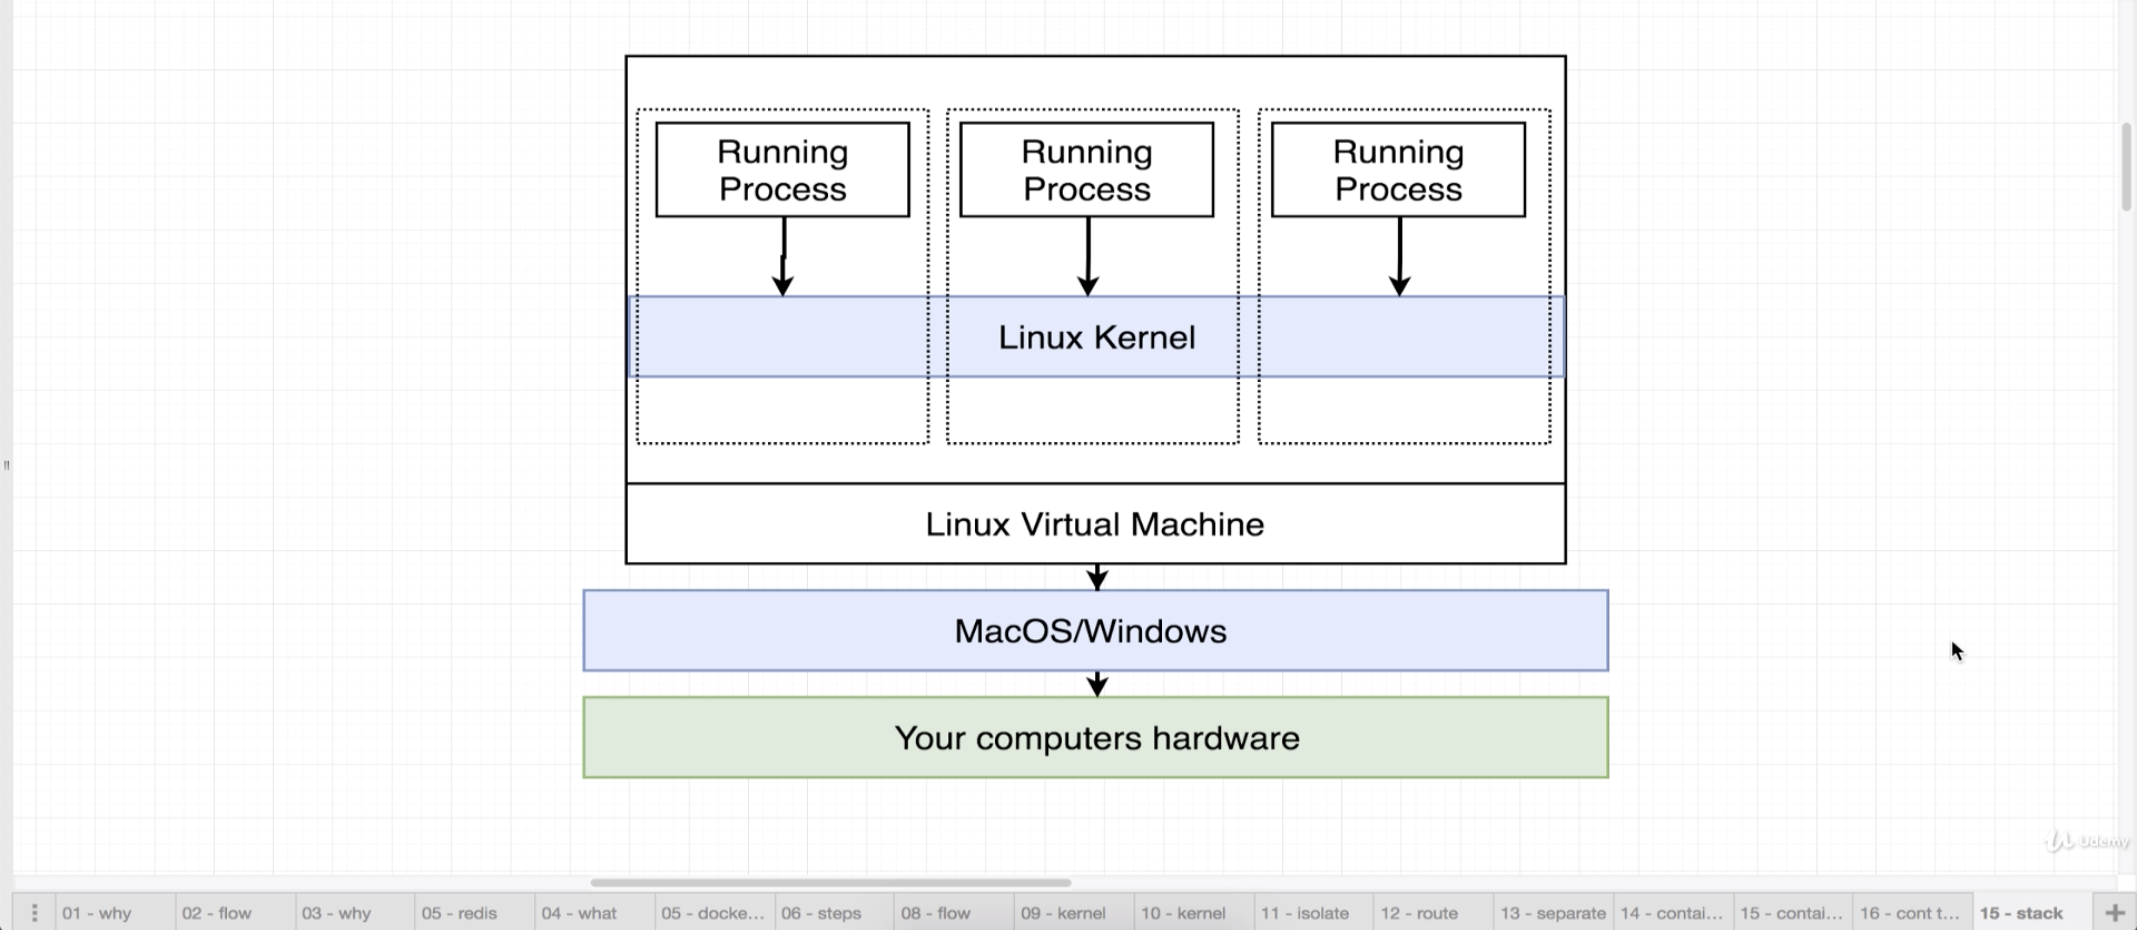 Running
Process
Running
Process
Running
Process
Linux Kernel
Linux Virtual Machine
MacOS/Windows
Your computers hardware
Udemy
01 - why
02 - flow
03 - why
05 - redis
04 - what
05 - docke...
06 - steps
08 - flow
09 - kernel
10 - kernel
11 - isolate
12 - route
13 - separate
14 - contai...
15 - contai...
16 - cont t...
15 - stack